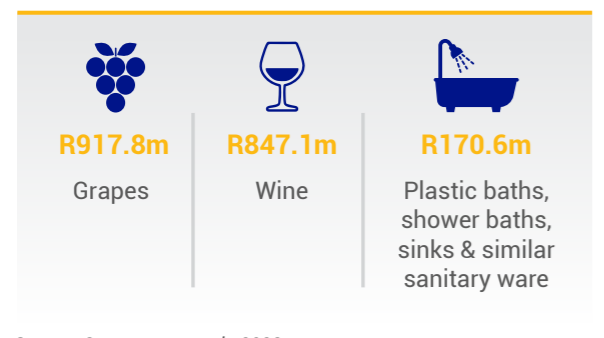 R917.8m
Grapes
R847.1m
Wine
R170.6m
Plastic baths,
shower baths,
sinks & similar
sanitary ware